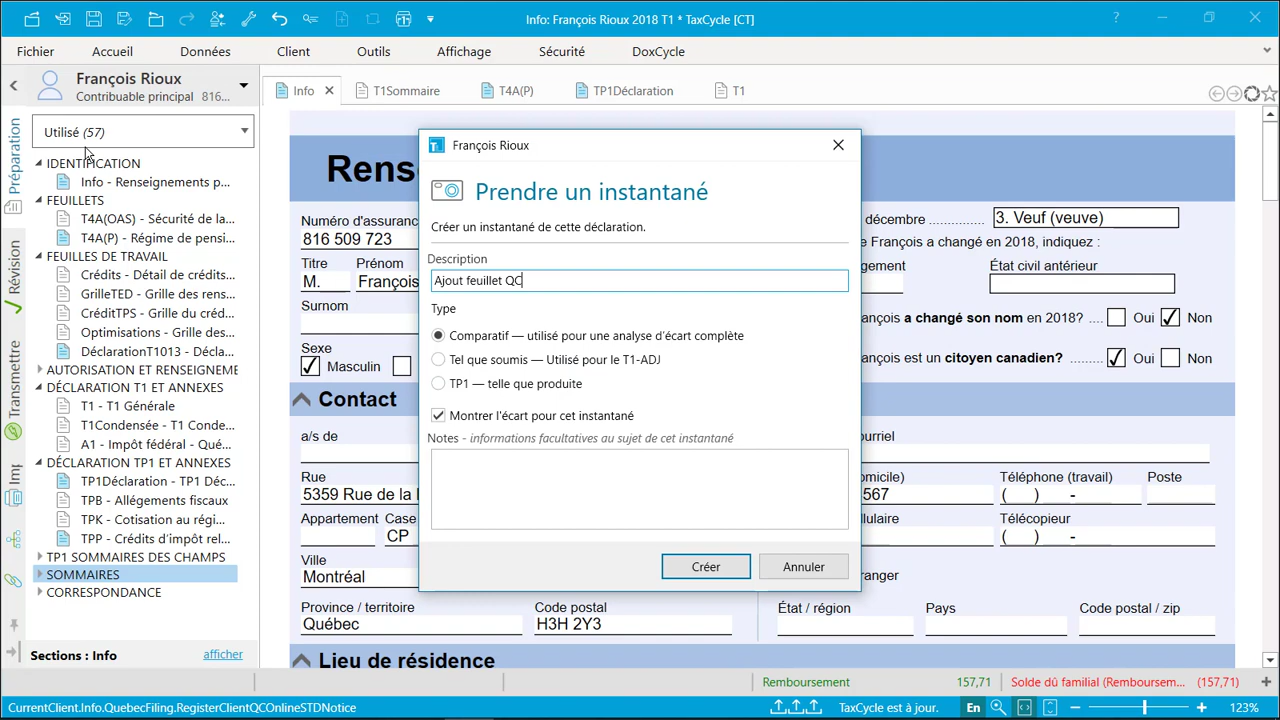 Info: François Rioux 2018 T1 * TaxCycle [CT]
Fichier Accueil Données Client Outils Affichage Sécurité DoxCycle
François Rioux
Contribuable principal 816...
Info T1Sommaire T4A(P) TP1Déclaration T1
Utilisé (57)
Préparation
Révision
Transmettre
IDENTIFICATION
Info - Renseignements p...
FEUILLETS
T4A(OAS) - Sécurité de la...
T4A(P) - Régime de pensi...
FEUILLES DE TRAVAIL
Crédits - Détail de crédits...
GrilleTED - Grille des rens...
CréditTPS - Grille du créd...
Optimisations - Grille des...
DéclarationT1013 - Décla...
AUTORISATION ET RENSEIGNEME
DÉCLARATION T1 ET ANNEXES
T1 - T1 Générale
T1Condensée - T1 Conde...
A1 - Impôt fédéral - Qué...
DÉCLARATION TP1 ET ANNEXES
TP1Déclaration - TP1 Déc...
TPB - Allégements fiscaux
TPK - Cotisation au régi...
TPP - Crédits d'impôt rel...
TP1 SOMMAIRES DES CHAMPS
SOMMAIRES
CORRESPONDANCE
Sections : Info afficher
Numéro d'assuran
816 509 723
Titre Prénom
M. François
Surnom
Sexe
Masculin
Contact
a/s de
Rue
5359 Rue de la
Appartement Case
CP
Ville
Montréal
Province / territoire Code postal
Québec H3H 2Y3
Lieu de résidence
François Rioux
Prendre un instantané
Créer un instantané de cette déclaration.
Description
Ajout feuillet QC
Type
Comparatif — utilisé pour une analyse d'écart complète
Tel que soumis — Utilisé pour le T1-ADJ
TP1 — telle que produite
Montrer l'écart pour cet instantané
Notes - informations facultatives au sujet de cet instantané
Créer Annuler
décembre 3. Veuf (veuve)
e François a changé en 2018, indiquez :
État civil antérieur
nçois a changé son nom en 2018? Oui Non
nçois est un citoyen canadien? Oui Non
urriel
omicile) Téléphone (travail) Poste
567 ( ) -
llulaire Télécopieur
( ) -
ranger
État / région Pays Code postal / zip
Remboursement 157,71 Solde dû familial (Remboursem... (157,71)
CurrentClient.Info.QuebecFiling.RegisterClientQCOnlineSTDNotice TaxCycle est à jour. En 123%